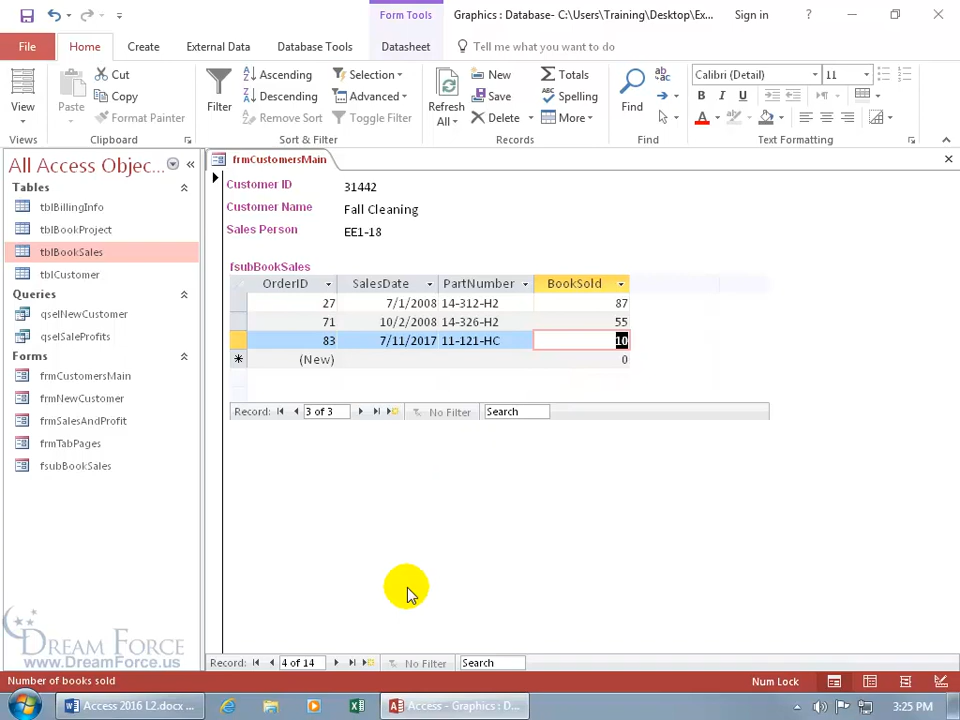 Form Tools
Graphics : Database- C:\Users\Training\Desktop\Ex...
Sign in
?
File
Home
Create
External Data
Database Tools
Datasheet
Tell me what you want to do
View
Views
Paste
Cut
Copy
Format Painter
Clipboard
Filter
Ascending
Descending
Remove Sort
Selection
Advanced
Toggle Filter
Sort & Filter
Refresh All
New
Save
Delete
Totals
Spelling
More
Records
Find
Find
Calibri (Detail)
11
B I U
Text Formatting
All Access Objec...
Tables
tblBillingInfo
tblBookProject
tblBookSales
tblCustomer
Queries
qselNewCustomer
qselSaleProfits
Forms
frmCustomersMain
frmNewCustomer
frmSalesAndProfit
frmTabPages
fsubBookSales
frmCustomersMain
Customer ID 31442
Customer Name Fall Cleaning
Sales Person EE1-18
fsubBookSales
OrderID SalesDate PartNumber BookSold
27 7/1/2008 14-312-H2 87
71 10/2/2008 14-326-H2 55
83 7/11/2017 11-121-HC 10
(New) 0
Record: 3 of 3 No Filter Search
DREAM FORCE
www.DreamForce.us
Record: 4 of 14 No Filter Search
Number of books sold
Num Lock
Access 2016 L2.docx ...
Access - Graphics : D...
3:25 PM